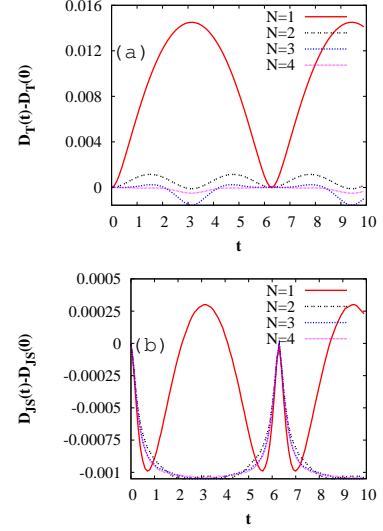 0.016
0.012
0.008
0.004
0
D_T(t)-D_T(0)
(a)
N=1
N=2
N=3
N=4
0 1 2 3 4 5 6 7 8 9 10
t
0.0005
0.00025
0
-0.00025
-0.0005
-0.00075
-0.001
D_JS(t)-D_JS(0)
(b)
N=1
N=2
N=3
N=4
0 1 2 3 4 5 6 7 8 9 10
t